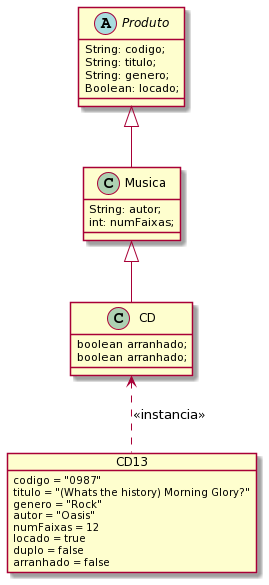 A Produto
String: codigo;
String: titulo;
String: genero;
Boolean: locado;
C Musica
String: autor;
int: numFaixas;
C CD
boolean arranhado;
boolean arranhado;
«instancia»
CD13
codigo = "0987"
titulo = "(Whats the history) Morning Glory?"
genero = "Rock"
autor = "Oasis"
numFaixas = 12
locado = true
duplo = false
arranhado = false